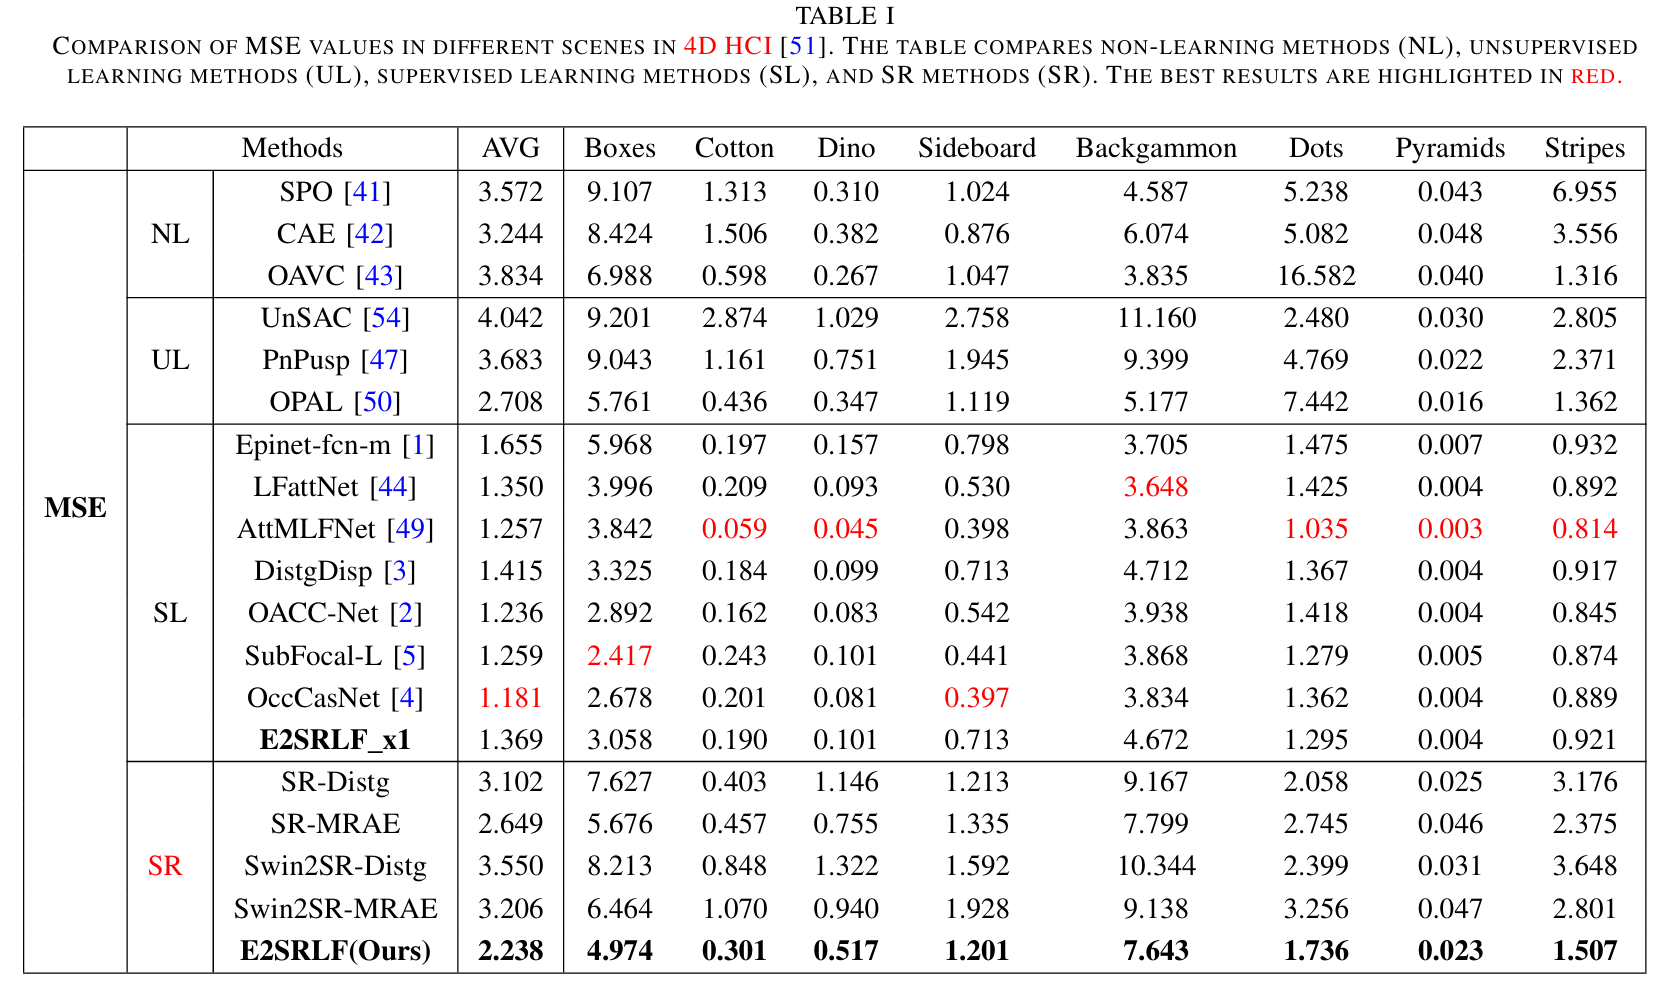 TABLE I
COMPARISON OF MSE VALUES IN DIFFERENT SCENES IN 4D HCI [51]. THE TABLE COMPARES NON-LEARNING METHODS (NL), UNSUPERVISED
LEARNING METHODS (UL), SUPERVISED LEARNING METHODS (SL), AND SR METHODS (SR). THE BEST RESULTS ARE HIGHLIGHTED IN RED.
Methods AVG Boxes Cotton Dino Sideboard Backgammon Dots Pyramids Stripes
SPO [41] 3.572 9.107 1.313 0.310 1.024 4.587 5.238 0.043 6.955
NL CAE [42] 3.244 8.424 1.506 0.382 0.876 6.074 5.082 0.048 3.556
OAVC [43] 3.834 6.988 0.598 0.267 1.047 3.835 16.582 0.040 1.316
UnSAC [54] 4.042 9.201 2.874 1.029 2.758 11.160 2.480 0.030 2.805
UL PnPusp [47] 3.683 9.043 1.161 0.751 1.945 9.399 4.769 0.022 2.371
OPAL [50] 2.708 5.761 0.436 0.347 1.119 5.177 7.442 0.016 1.362
Epinet-fcn-m [1] 1.655 5.968 0.197 0.157 0.798 3.705 1.475 0.007 0.932
LFattNet [44] 1.350 3.996 0.209 0.093 0.530 3.648 1.425 0.004 0.892
MSE
AttMLFNet [49] 1.257 3.842 0.059 0.045 0.398 3.863 1.035 0.003 0.814
DistgDisp [3] 1.415 3.325 0.184 0.099 0.713 4.712 1.367 0.004 0.917
SL OACC-Net [2] 1.236 2.892 0.162 0.083 0.542 3.938 1.418 0.004 0.845
SubFocal-L [5] 1.259 2.417 0.243 0.101 0.441 3.868 1.279 0.005 0.874
OccCasNet [4] 1.181 2.678 0.201 0.081 0.397 3.834 1.362 0.004 0.889
E2SRLF_x1 1.369 3.058 0.190 0.101 0.713 4.672 1.295 0.004 0.921
SR-Distg 3.102 7.627 0.403 1.146 1.213 9.167 2.058 0.025 3.176
SR-MRAE 2.649 5.676 0.457 0.755 1.335 7.799 2.745 0.046 2.375
SR Swin2SR-Distg 3.550 8.213 0.848 1.322 1.592 10.344 2.399 0.031 3.648
Swin2SR-MRAE 3.206 6.464 1.070 0.940 1.928 9.138 3.256 0.047 2.801
E2SRLF(Ours) 2.238 4.974 0.301 0.517 1.201 7.643 1.736 0.023 1.507